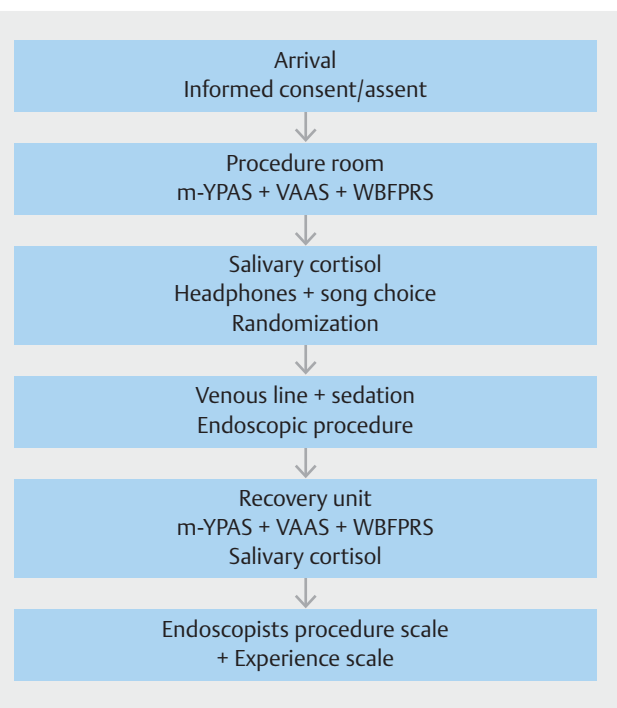 Arrival
Informed consent/assent
Procedure room
m-YPAS + VAAS + WBFPRS
Salivary cortisol
Headphones + song choice
Randomization
Venous line + sedation
Endoscopic procedure
Recovery unit
m-YPAS + VAAS + WBFPRS
Salivary cortisol
Endoscopists procedure scale
+ Experience scale